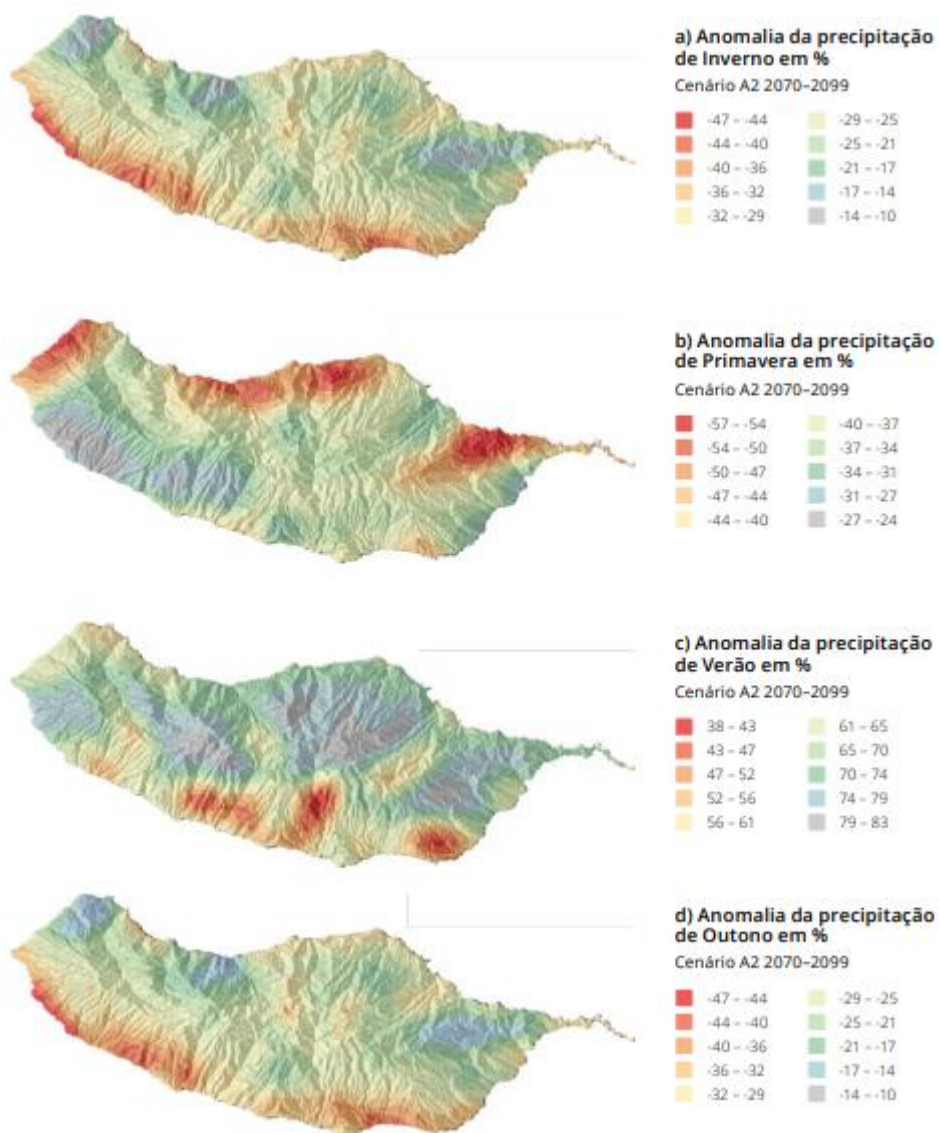 a) Anomalia da precipitação
de Inverno em %
Cenário A2 2070–2099
-47 – -44 -29 – -25
-44 – -40 -25 – -21
-40 – -36 -21 – -17
-36 – -32 -17 – -14
-32 – -29 -14 – -10
b) Anomalia da precipitação
de Primavera em %
Cenário A2 2070–2099
-57 – -54 -40 – -37
-54 – -50 -37 – -34
-50 – -47 -34 – -31
-47 – -44 -31 – -27
-44 – -40 -27 – -24
c) Anomalia da precipitação
de Verão em %
Cenário A2 2070–2099
38 – 43 61 – 65
43 – 47 65 – 70
47 – 52 70 – 74
52 – 56 74 – 79
56 – 61 79 – 83
d) Anomalia da precipitação
de Outono em %
Cenário A2 2070–2099
-47 – -44 -29 – -25
-44 – -40 -25 – -21
-40 – -36 -21 – -17
-36 – -32 -17 – -14
-32 – -29 -14 – -10